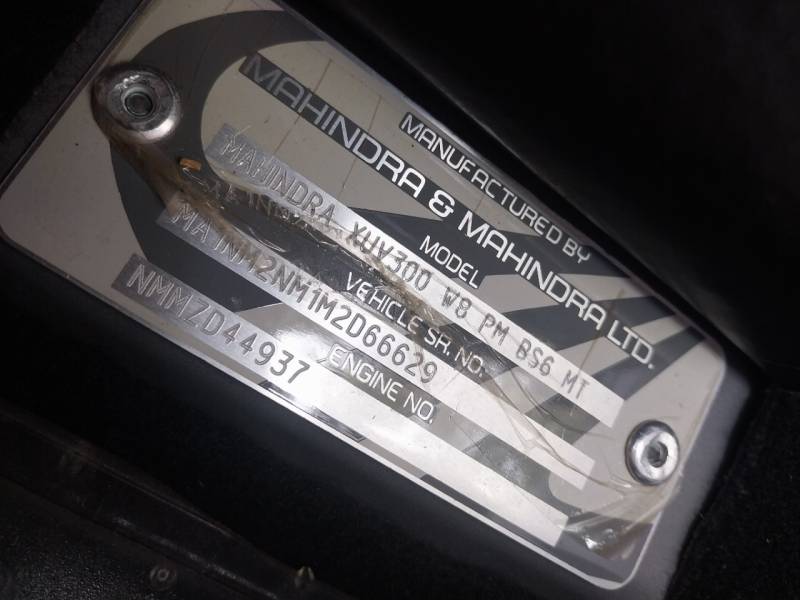 MANUFACTURED BY
MAHINDRA & MAHINDRA LTD.
MODEL
MAHINDRA XUV300 W8 PM BS6 MT
VEHICLE SR. NO.
MA1NM2NM1M2D66629
ENGINE NO.
NMMZD44937